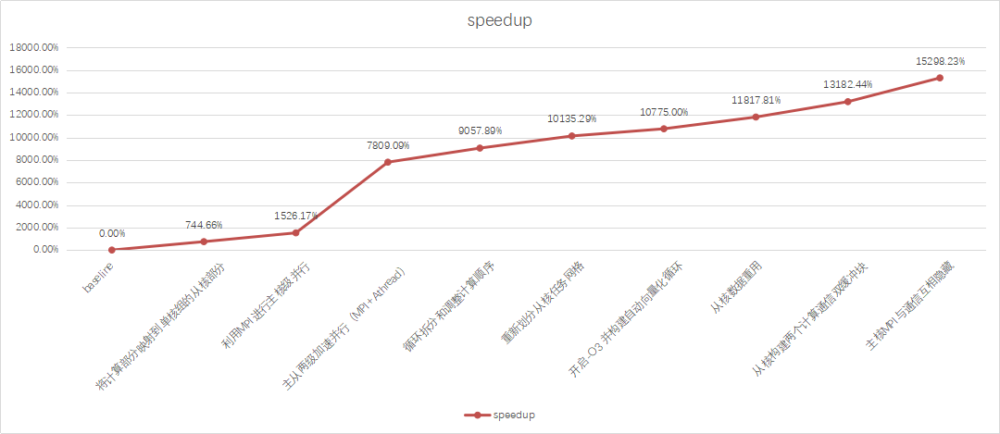 speedup
18000.00%
16000.00%
14000.00%
12000.00%
10000.00%
8000.00%
6000.00%
4000.00%
2000.00%
0.00%
0.00%
744.66%
1526.17%
7809.09%
9057.89%
10135.29%
10775.00%
11817.81%
13182.44%
15298.23%
baseline
将计算部分映射到单核组的从核部分
利用MPI进行主核级并行
主从两级加速并行（MPI+Athread）
循环拆分和调整计算顺序
重新划分从核任务网格
开启-O3 并构建自动向量化循环
从核数据重用
从核构建两个计算通信双缓冲块
主核MPI与通信互相隐藏
speedup